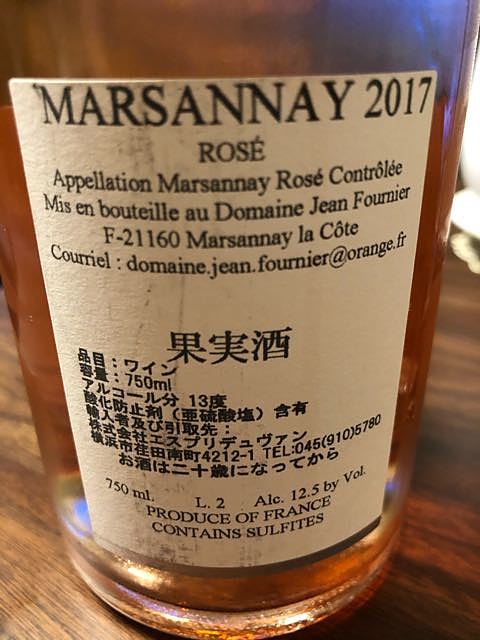 MARSANNAY 2017
ROSÉ
Appellation Marsannay Rosé Contrôlée
Mis en bouteille au Domaine Jean Fournier
F-21160 Marsannay la Côte
Courriel : domaine.jean.fournier@orange.fr
果実酒
品目：ワイン
容量：750ml
アルコール分 13度
酸化防止剤（亜硫酸塩）含有
輸入者及び引取先：
株式会社エスプリデュヴァン
横浜市荏田南町4212-1 TEL:045(910)5780
お酒は二十歳になってから
750 ml. L. 2 Alc. 12.5 by Vol.
PRODUCE OF FRANCE
CONTAINS SULFITES